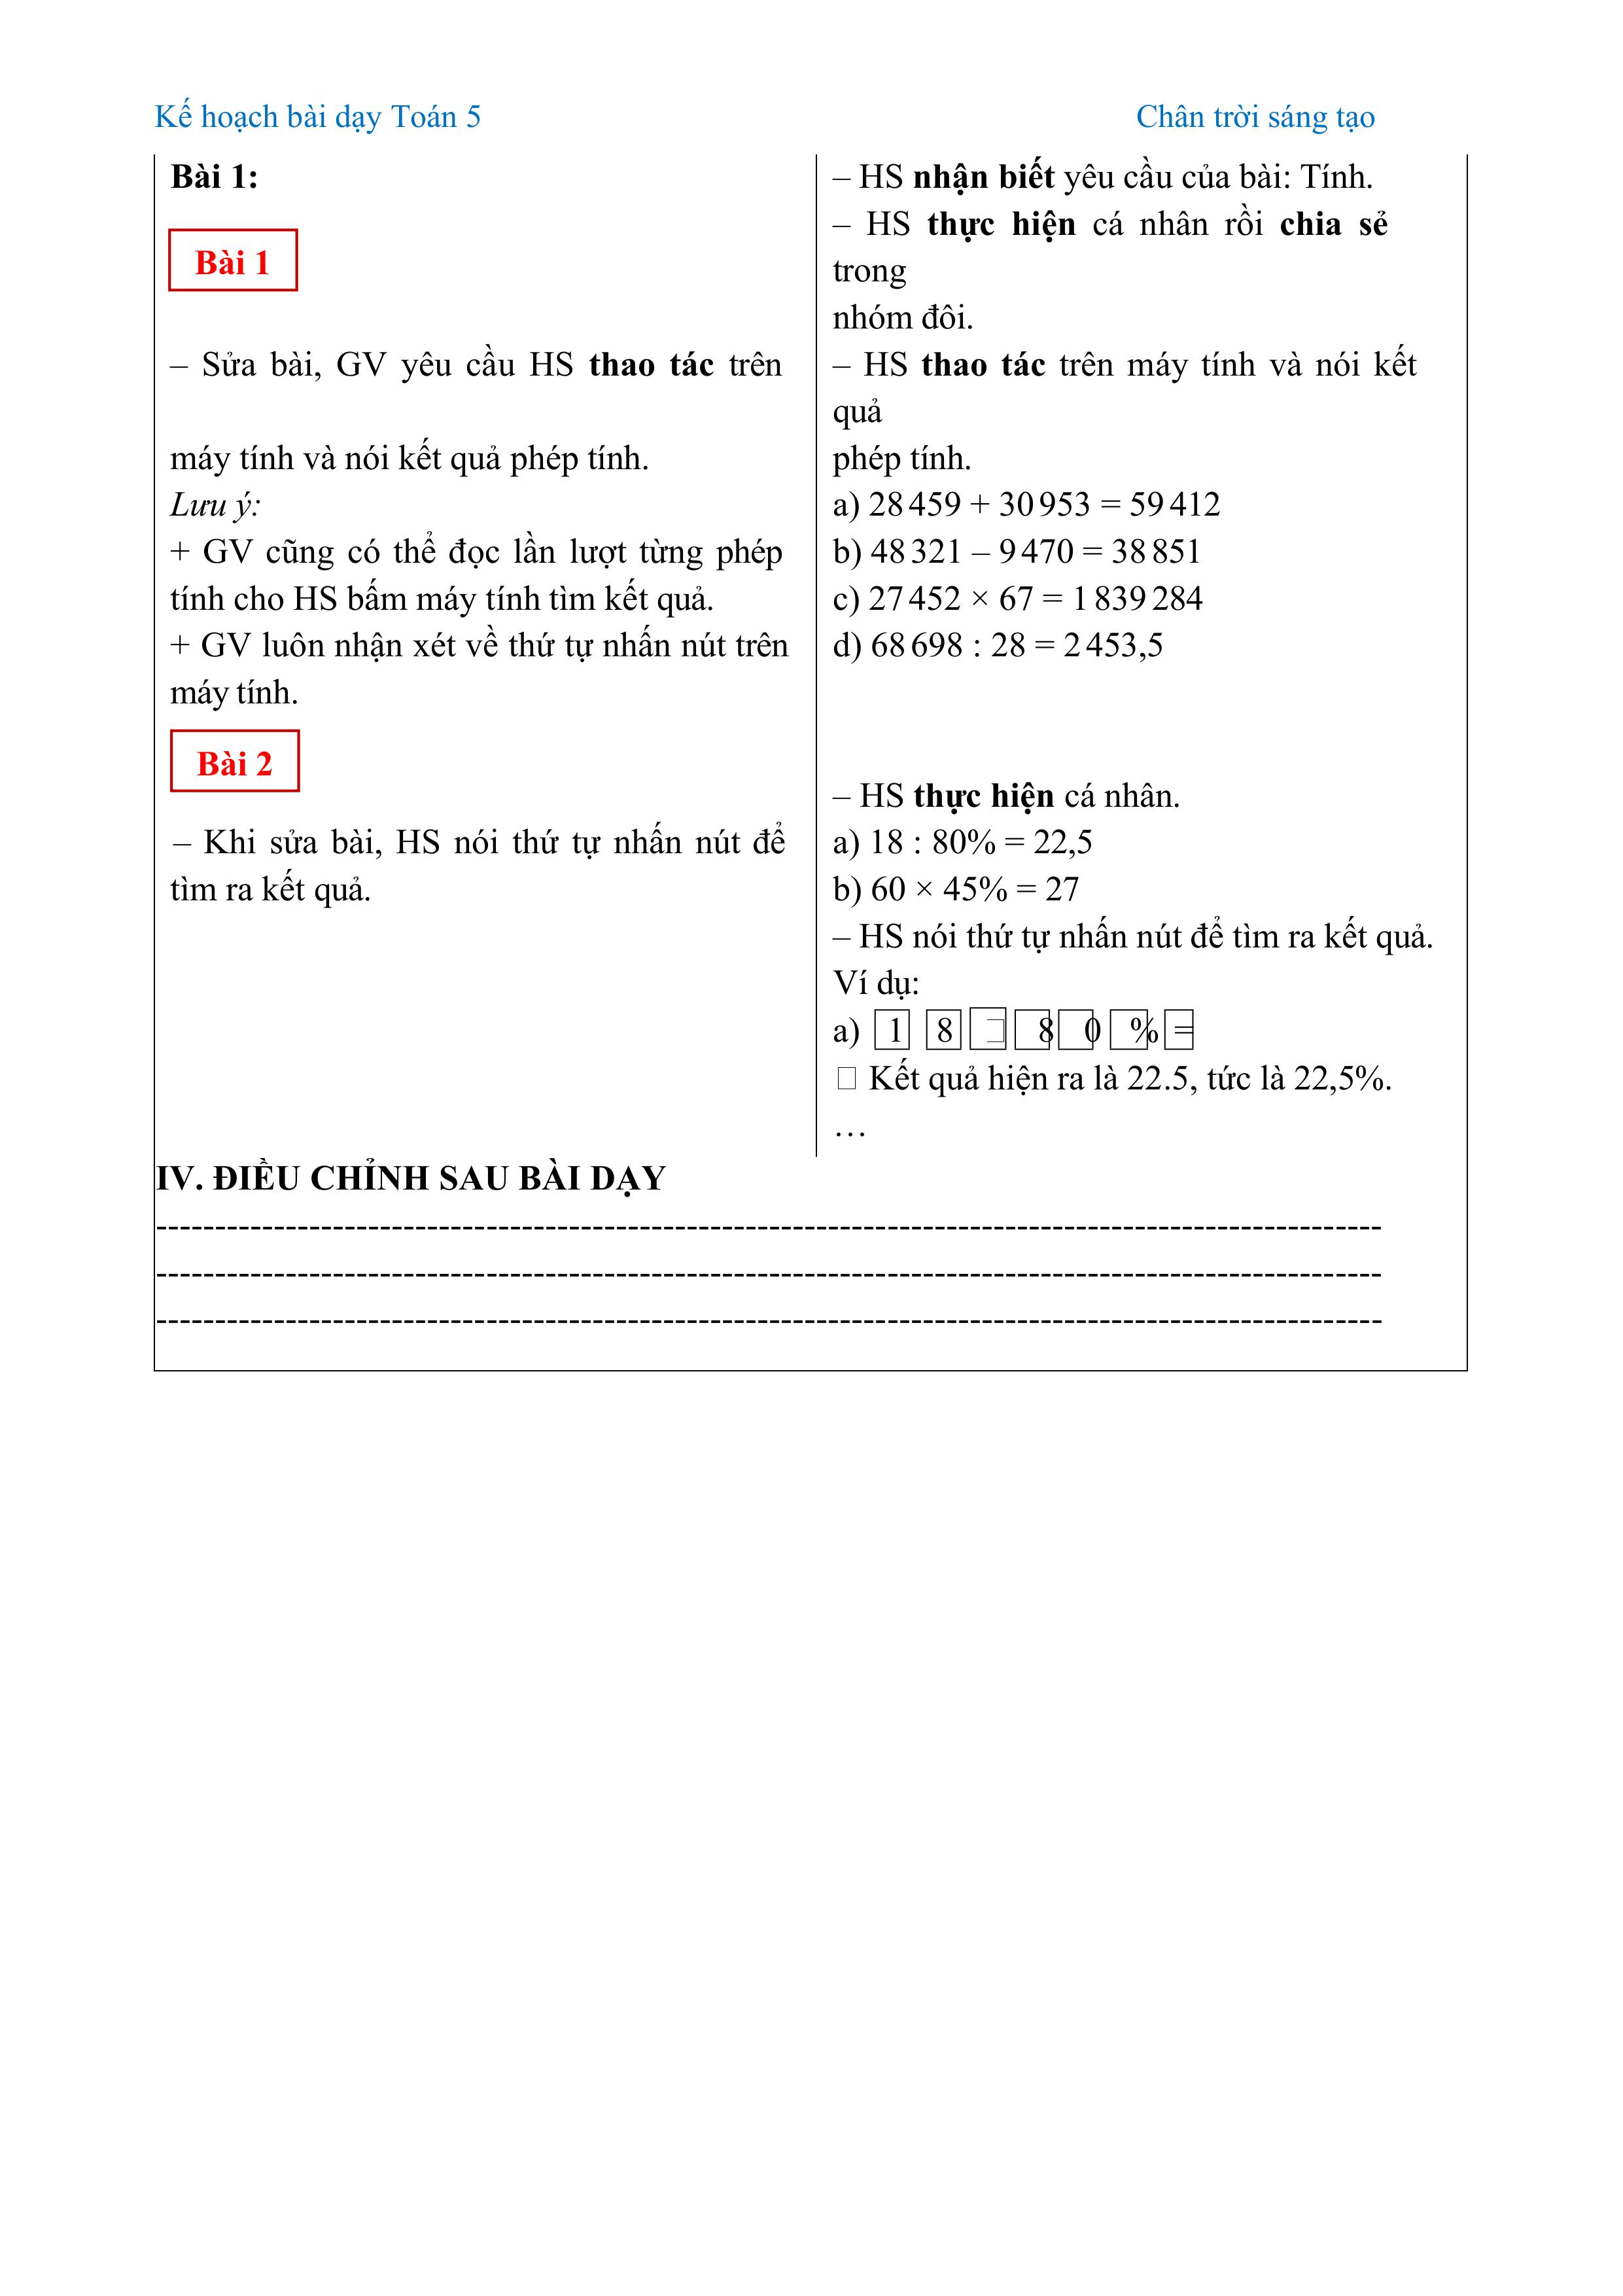 Kế hoạch bài dạy Toán 5 Chân trời sáng tạo
Bài 1:
Bài 1
– Sửa bài, GV yêu cầu HS thao tác trên
máy tính và nói kết quả phép tính.
Lưu ý:
+ GV cũng có thể đọc lần lượt từng phép
tính cho HS bấm máy tính tìm kết quả.
+ GV luôn nhận xét về thứ tự nhấn nút trên
máy tính.
Bài 2
– Khi sửa bài, HS nói thứ tự nhấn nút để
tìm ra kết quả.
– HS nhận biết yêu cầu của bài: Tính.
– HS thực hiện cá nhân rồi chia sẻ
trong
nhóm đôi.
– HS thao tác trên máy tính và nói kết
quả
phép tính.
a) 28 459 + 30 953 = 59 412
b) 48 321 – 9 470 = 38 851
c) 27 452 × 67 = 1 839 284
d) 68 698 : 28 = 2 453,5
– HS thực hiện cá nhân.
a) 18 : 80% = 22,5
b) 60 × 45% = 27
– HS nói thứ tự nhấn nút để tìm ra kết quả.
Ví dụ:
a) 1 8 □ 8 0 % =
□ Kết quả hiện ra là 22.5, tức là 22,5%.
…
IV. ĐIỀU CHỈNH SAU BÀI DẠY